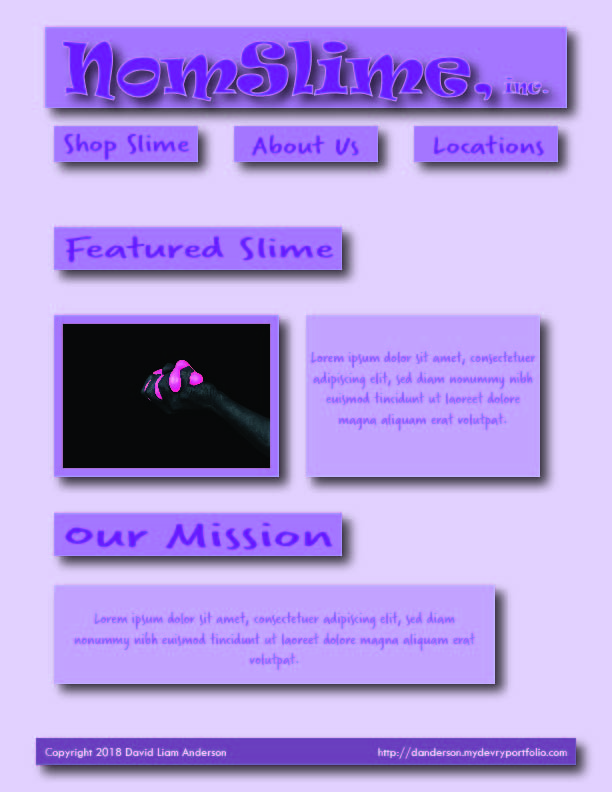 NomSlime, inc.
Shop Slime
About Us
Locations
Featured Slime
Lorem ipsum dolor sit amet, consectetuer
adipiscing elit, sed diam nonummy nibh
euismod tincidunt ut laoreet dolore
magna aliquam erat volutpat.
Our Mission
Lorem ipsum dolor sit amet, consectetuer adipiscing elit, sed diam
nonummy nibh euismod tincidunt ut laoreet dolore magna aliquam erat
volutpat.
Copyright 2018 David Liam Anderson
http://danderson.mydevryportfolio.com